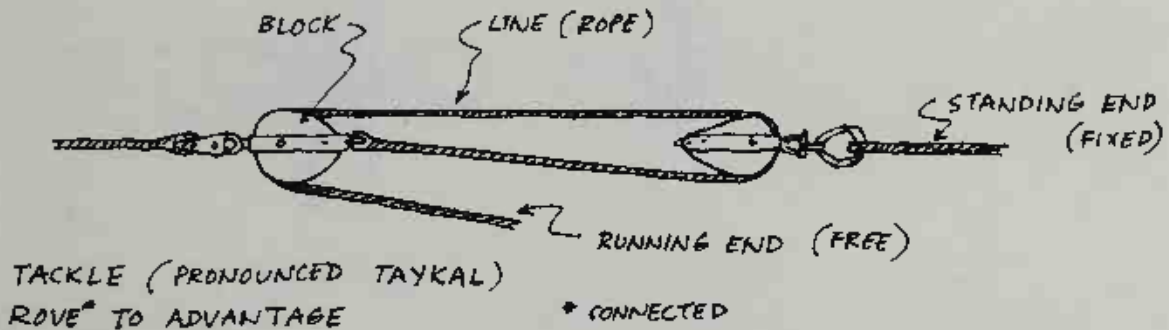 BLOCK
LINE (ROPE)
STANDING END
(FIXED)
RUNNING END (FREE)
TACKLE (PRONOUNCED TAYKAL)
ROVE* TO ADVANTAGE
* CONNECTED